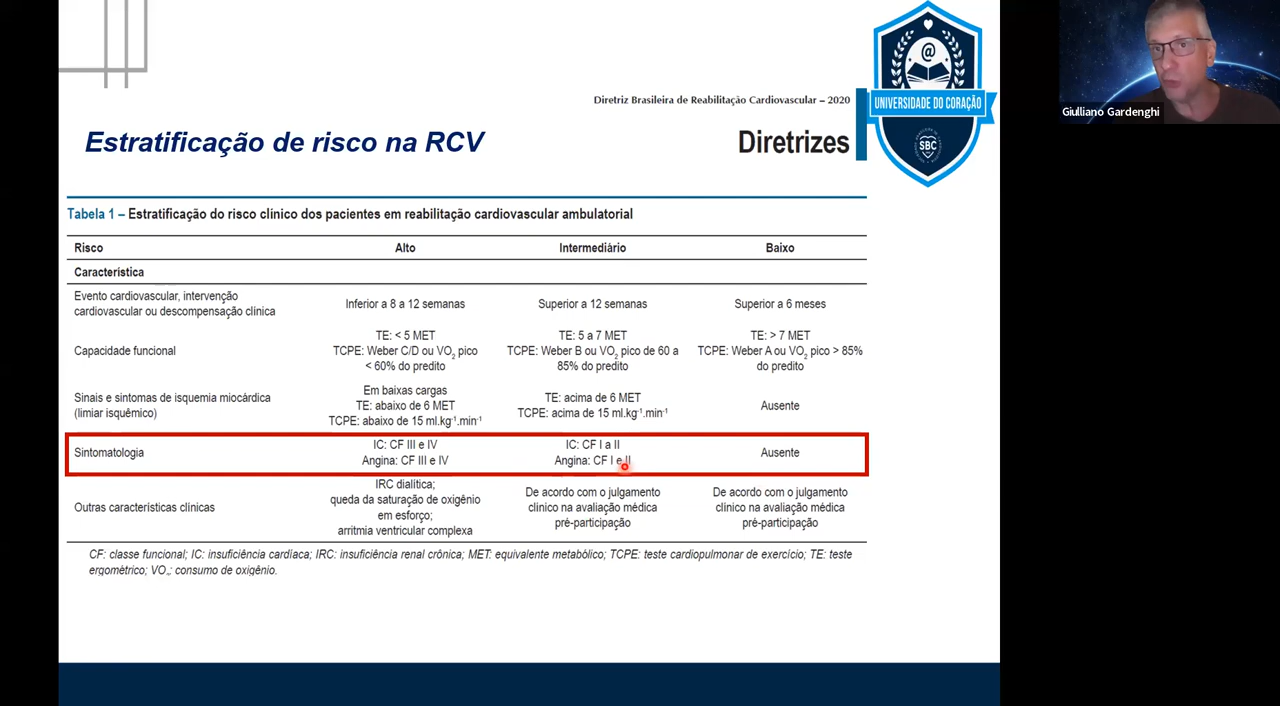 Diretriz Brasileira de Reabilitação Cardiovascular – 2020
Estratificação de risco na RCV
Diretrizes
@
UNIVERSIDADE DO CORAÇÃO
SBC
Giulliano Gardenghi
Tabela 1 – Estratificação do risco clínico dos pacientes em reabilitação cardiovascular ambulatorial
Risco Alto Intermediário Baixo
Característica
Evento cardiovascular, intervenção
cardiovascular ou descompensação clínica
Inferior a 8 a 12 semanas
Superior a 12 semanas
Superior a 6 meses
Capacidade funcional
TE: < 5 MET
TCPE: Weber C/D ou VO2 pico
< 60% do predito
TE: 5 a 7 MET
TCPE: Weber B ou VO2 pico de 60 a
85% do predito
TE: > 7 MET
TCPE: Weber A ou VO2 pico > 85%
do predito
Sinais e sintomas de isquemia miocárdica
(limiar isquêmico)
Em baixas cargas
TE: abaixo de 6 MET
TCPE: abaixo de 15 ml.kg-1.min-1
TE: acima de 6 MET
TCPE: acima de 15 ml.kg-1.min-1
Ausente
Sintomatologia
IC: CF III e IV
Angina: CF III e IV
IC: CF I a II
Angina: CF I e II
Ausente
Outras características clínicas
IRC dialítica;
queda da saturação de oxigênio
em esforço;
arritmia ventricular complexa
De acordo com o julgamento
clínico na avaliação médica
pré-participação
De acordo com o julgamento
clínico na avaliação médica
pré-participação
CF: classe funcional; IC: insuficiência cardíaca; IRC: insuficiência renal crônica; MET: equivalente metabólico; TCPE: teste cardiopulmonar de exercício; TE: teste
ergométrico; VO2: consumo de oxigênio.